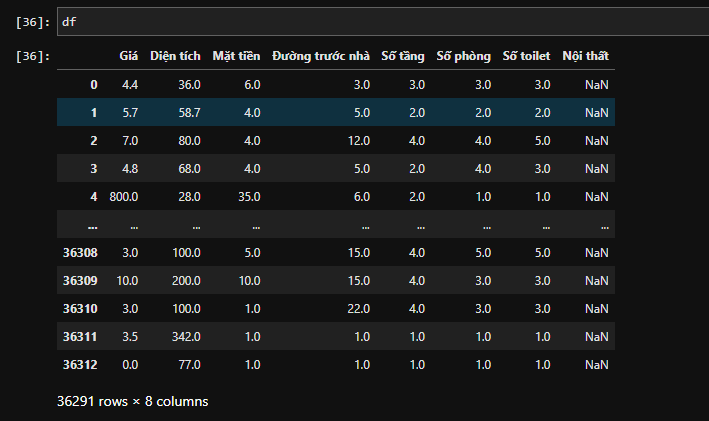 [36]: df
[36]: Giá Diện tích Mặt tiền Đường trước nhà Số tầng Số phòng Số toilet Nội thất
0 4.4 36.0 6.0 3.0 3.0 3.0 3.0 NaN
1 5.7 58.7 4.0 5.0 2.0 2.0 2.0 NaN
2 7.0 80.0 4.0 12.0 4.0 4.0 5.0 NaN
3 4.8 68.0 4.0 5.0 2.0 4.0 3.0 NaN
4 800.0 28.0 35.0 6.0 2.0 1.0 1.0 NaN
... ... ... ... ... ... ... ... ...
36308 3.0 100.0 5.0 15.0 4.0 5.0 5.0 NaN
36309 10.0 200.0 10.0 15.0 4.0 3.0 3.0 NaN
36310 3.0 100.0 1.0 22.0 4.0 3.0 3.0 NaN
36311 3.5 342.0 1.0 1.0 1.0 1.0 1.0 NaN
36312 0.0 77.0 1.0 1.0 1.0 1.0 1.0 NaN
36291 rows × 8 columns